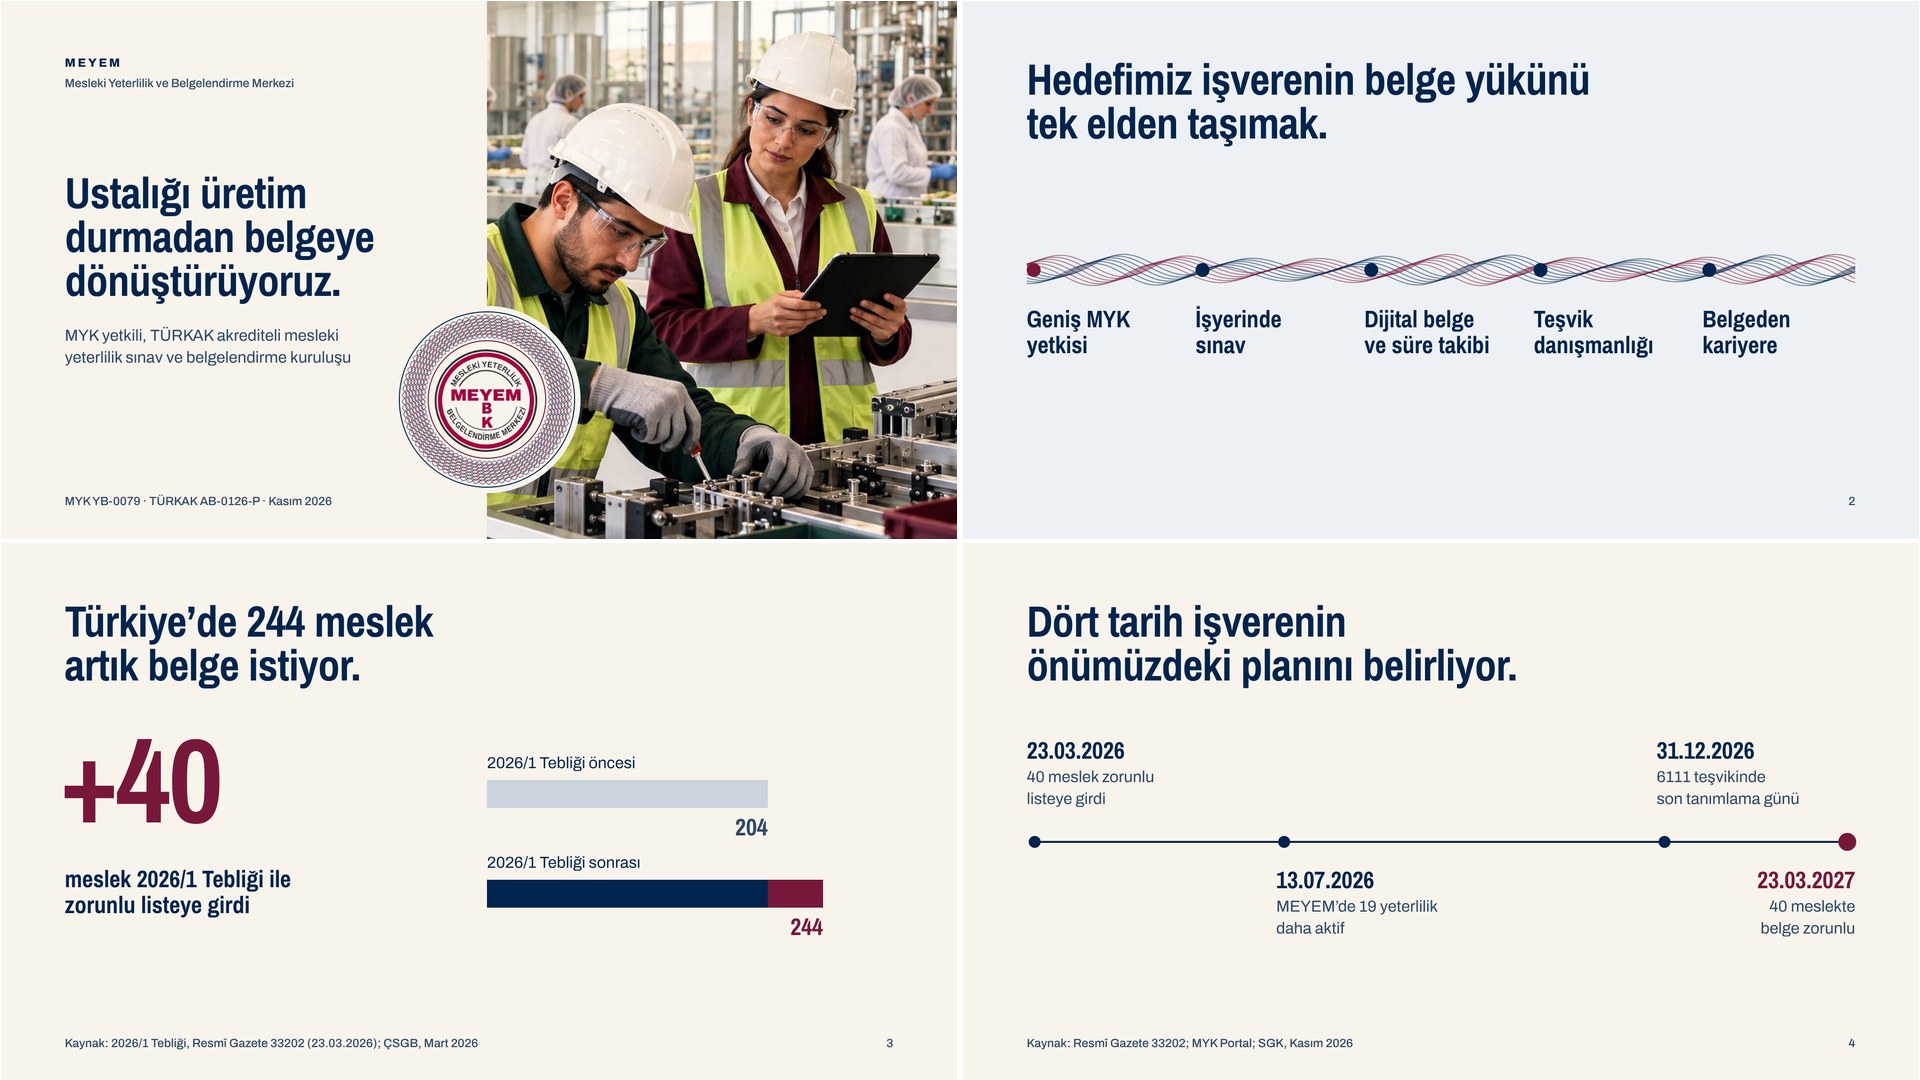 MEYEM
Mesleki Yeterlilik ve Belgelendirme Merkezi
Ustalığı üretim
durmadan belgeye
dönüştürüyoruz.
MYK yetkili, TÜRKAK akrediteli mesleki
yeterlilik sınav ve belgelendirme kuruluşu
MESLEKİ YETERLİLİK
MEYEM
B
K
BELGELENDİRME MERKEZİ
MYK YB-0079 · TÜRKAK AB-0126-P · Kasım 2026
Hedefimiz işverenin belge yükünü
tek elden taşımak.
Geniş MYK
yetkisi
İşyerinde
sınav
Dijital belge
ve süre takibi
Teşvik
danışmanlığı
Belgeden
kariyere
2
Türkiye’de 244 meslek
artık belge istiyor.
+40
meslek 2026/1 Tebliği ile
zorunlu listeye girdi
2026/1 Tebliği öncesi
204
2026/1 Tebliği sonrası
244
Kaynak: 2026/1 Tebliği, Resmî Gazete 33202 (23.03.2026); ÇSGB, Mart 2026
3
Dört tarih işverenin
önümüzdeki planını belirliyor.
23.03.2026
40 meslek zorunlu
listeye girdi
31.12.2026
6111 teşvikinde
son tanımlama günü
13.07.2026
MEYEM’de 19 yeterlilik
daha aktif
23.03.2027
40 meslekte
belge zorunlu
Kaynak: Resmî Gazete 33202; MYK Portal; SGK, Kasım 2026
4